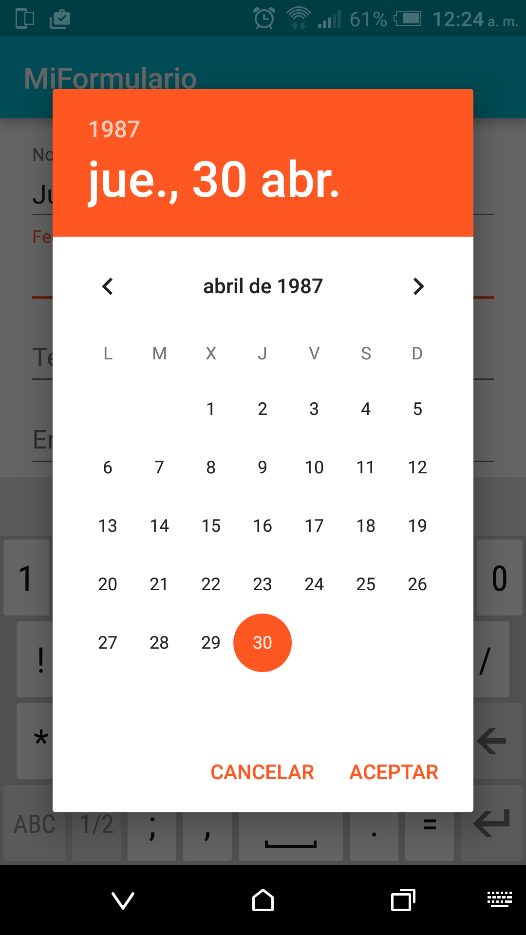 61% 12:24 a. m.
MiFormulario
1987
jue., 30 abr.
abril de 1987
L M X J V S D
1 2 3 4 5
6 7 8 9 10 11 12
13 14 15 16 17 18 19
20 21 22 23 24 25 26
27 28 29 30
CANCELAR ACEPTAR
1 0
! /
*
ABC 1/2 ; , . =